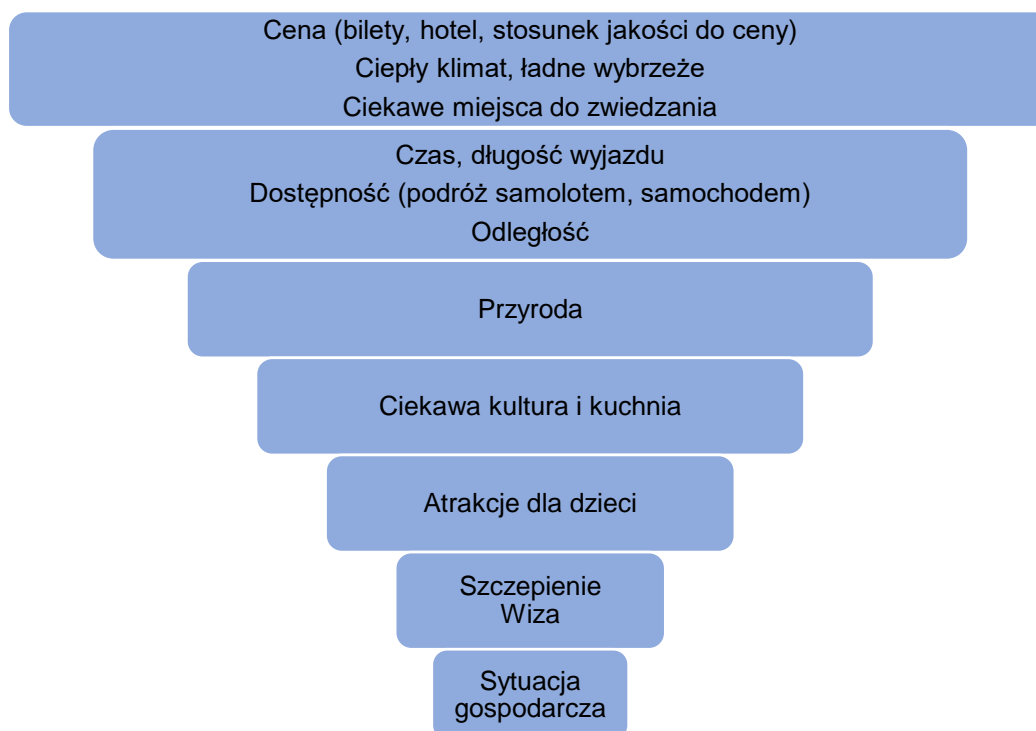 Cena (bilety, hotel, stosunek jakości do ceny)
Ciepły klimat, ładne wybrzeże
Ciekawe miejsca do zwiedzania
Czas, długość wyjazdu
Dostępność (podróż samolotem, samochodem)
Odległość
Przyroda
Ciekawa kultura i kuchnia
Atrakcje dla dzieci
Szczepienie
Wiza
Sytuacja
gospodarcza